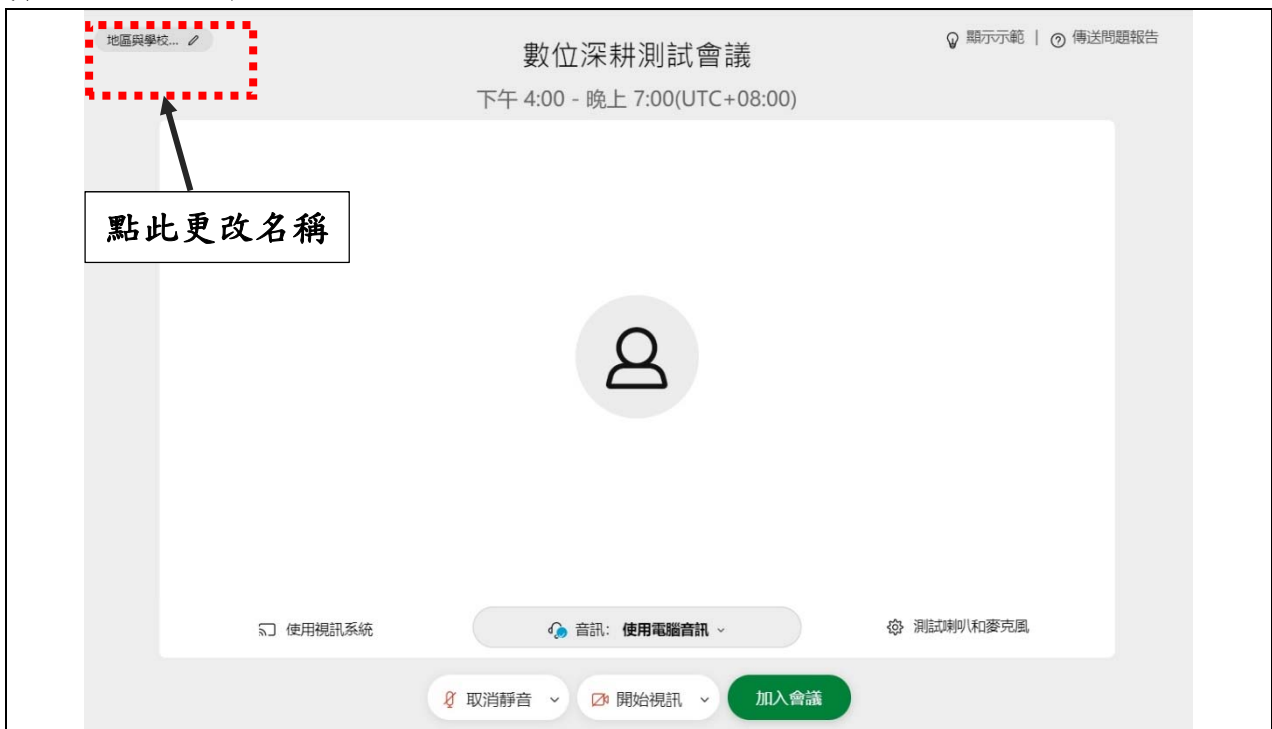 地區與學校...
顯示示範 | 傳送問題報告
數位深耕測試會議
下午 4:00 - 晚上 7:00(UTC+08:00)
點此更改名稱
使用視訊系統
音訊: 使用電腦音訊
測試喇叭和麥克風
取消靜音
開始視訊
加入會議